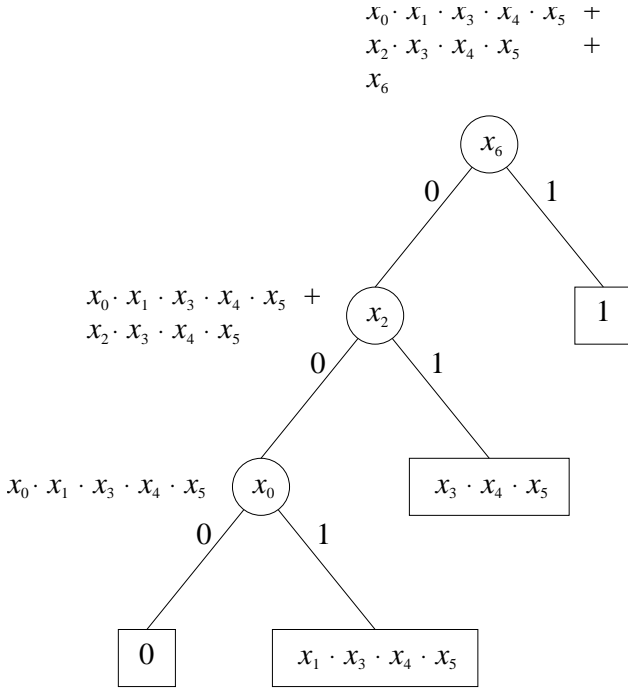 x₀· x₁ · x₃ · x₄ · x₅ +
x₂· x₃ · x₄ · x₅ +
x₆
x₆
0 1
x₀· x₁ · x₃ · x₄ · x₅ +
x₂· x₃ · x₄ · x₅
x₂
1
0 1
x₀· x₁ · x₃ · x₄ · x₅
x₀
x₃ · x₄ · x₅
0 1
0
x₁ · x₃ · x₄ · x₅